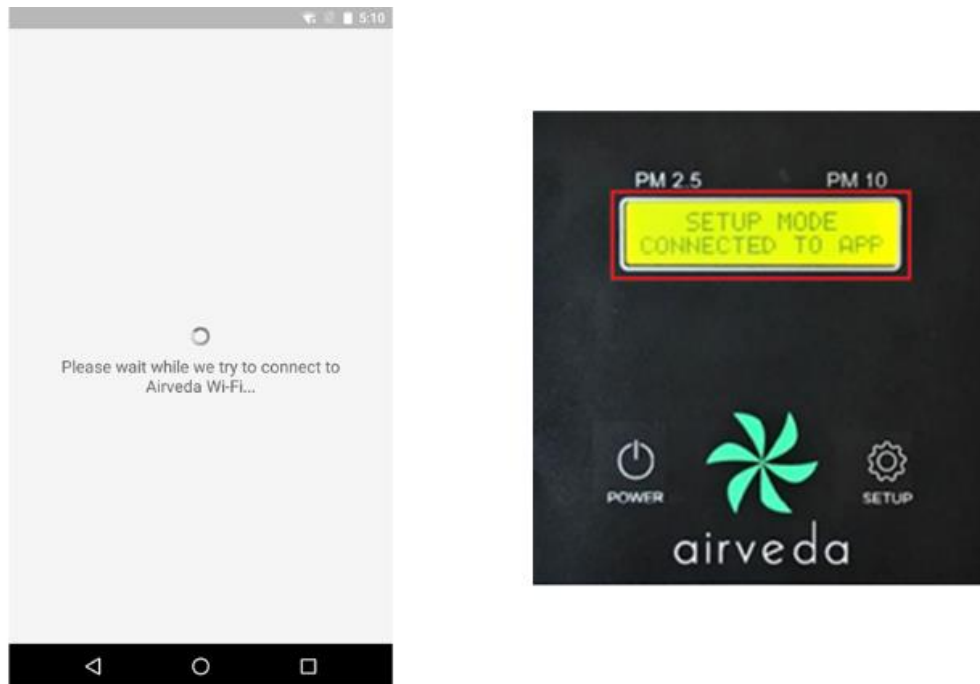 5:10
Please wait while we try to connect to
Airveda Wi-Fi...
PM 2.5 PM 10
SETUP MODE
CONNECTED TO APP
POWER SETUP
airveda